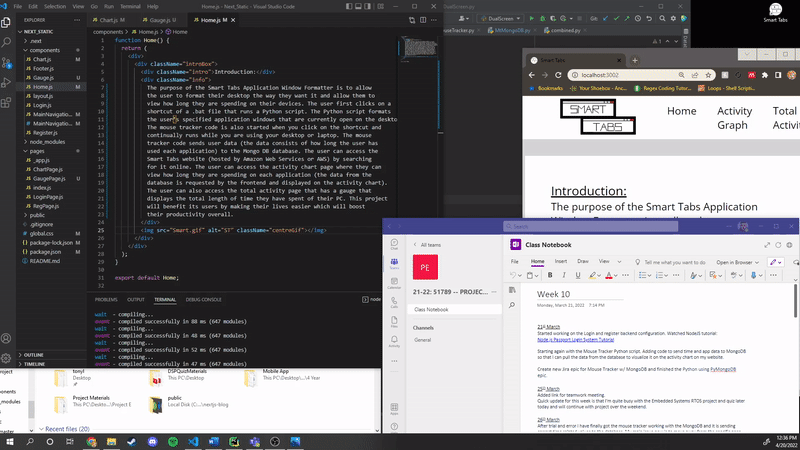 File Edit Selection View Go Run Terminal Help
Home.js - next_static - Visual Studio Code
EXPLORER
NEXT_STATIC
.next
components
Chart.js
Footer.js
Gauge.js
Home.js
layout.js
Login.js
MainNavigation...
MainNavigation...
Register.js
node_modules
pages
_app.js
ChartPage.js
GaugePage.js
index.js
LoginPage.js
RegPage.js
public
.gitignore
global.css
package-lock.json
package.json
README.md
OUTLINE
TIMELINE
Chart.js
Gauge.js
Home.js M
components > Home.js > Home
function Home() {
return (
<div>
<div className="introBox">
<div className="intro">Introduction:</div>
<div className="info">
The purpose of the Smart Tabs Application Window Formatter is to allow
the user to format their desktop the way they want it and allow them to
view how long they are spending on their devices. The user first clicks on a
shortcut of a .bat file that runs a Python script. The Python script formats
the user's specified application windows that are currently open on the deskto
The mouse tracker code is also started when you click on the shortcut and
continually runs while you are using your desktop or laptop. The mouse
tracker code sends user data (the data consists of how long the user has
used each application) to the Mongo DB database. The user can access the
Smart Tabs website (hosted by Amazon Web Services or AWS) by searching
for it online. The user can access the activity chart page where they can
view how long they are spending on each application (the data from the
database is requested by the frontend and displayed on the activity chart).
The user can also access the total activity page that has a gauge that
displays the total length of time they have spent of their PC. This project
will benefit its users by making their lives easier which will boost
their productivity overall.
</div>
<img src="Smart.gif" alt="ST" className="centreGif"></img>
</div>
</div>
);
}
export default Home;
PROBLEMS OUTPUT TERMINAL DEBUG CONSOLE
node
wait - compiling...
event - compiled successfully in 88 ms (647 modules)
wait - compiling...
event - compiled successfully in 48 ms (647 modules)
wait - compiling...
event - compiled successfully in 52 ms (647 modules)
wait - compiling...
event - compiled successfully in 47 ms (647 modules)
DualScreen
DualScreen
MrMongoDB.py
combined.py
Smart Tabs
Smart Tabs
localhost:3002
Bookmarks
Your Shoebox - Goo...
Regex
Loops - Shell Scripti...
SMART
TABS
Home
Activity
Graph
Total
Introduction:
The purpose of the Smart Tabs Application
Search
All teams
PE
21-22: 51789 -- PROJEC...
Class Notebook
Channels
General
Class Notebook
File Home Insert Draw View
Tell me what you want to do
Open in Browser
Week 10
Monday, March 21, 2022 7:14 PM
21st March
Started working on the Login and register backend configuration. Watched NodeJS tutorial:
Node.js Passport Login System Tutorial
Starting again with the Mouse Tracker Python script. Adding code to send time and app data to MongoDB
so that I can pull the data from the database to visualize it on the activity chart on my website.
Create new Jira epic for Mouse Tracker w/ MongoDB and finished the Python using PyMongoDB
epic.
25th March
Added link for teamwork meeting.
Quick update for this week is that I'm quite busy with the Embedded Systems RTOS project and quiz later
today and will continue with project over the weekend.
26th March
After trial and error I have finally got the mouse tracker working with the MongoDB and it is sending
tony!
Desktop
DSPQuizMaterials
This PC\Desktop...
Mobile App
This PC\Desktop\...\4 Year
Project Materials
This PC\Desktop\...
public
Local Disk (C:)\...\nextjs-blog
Recent files (20)
12:36 PM
4/20/2022